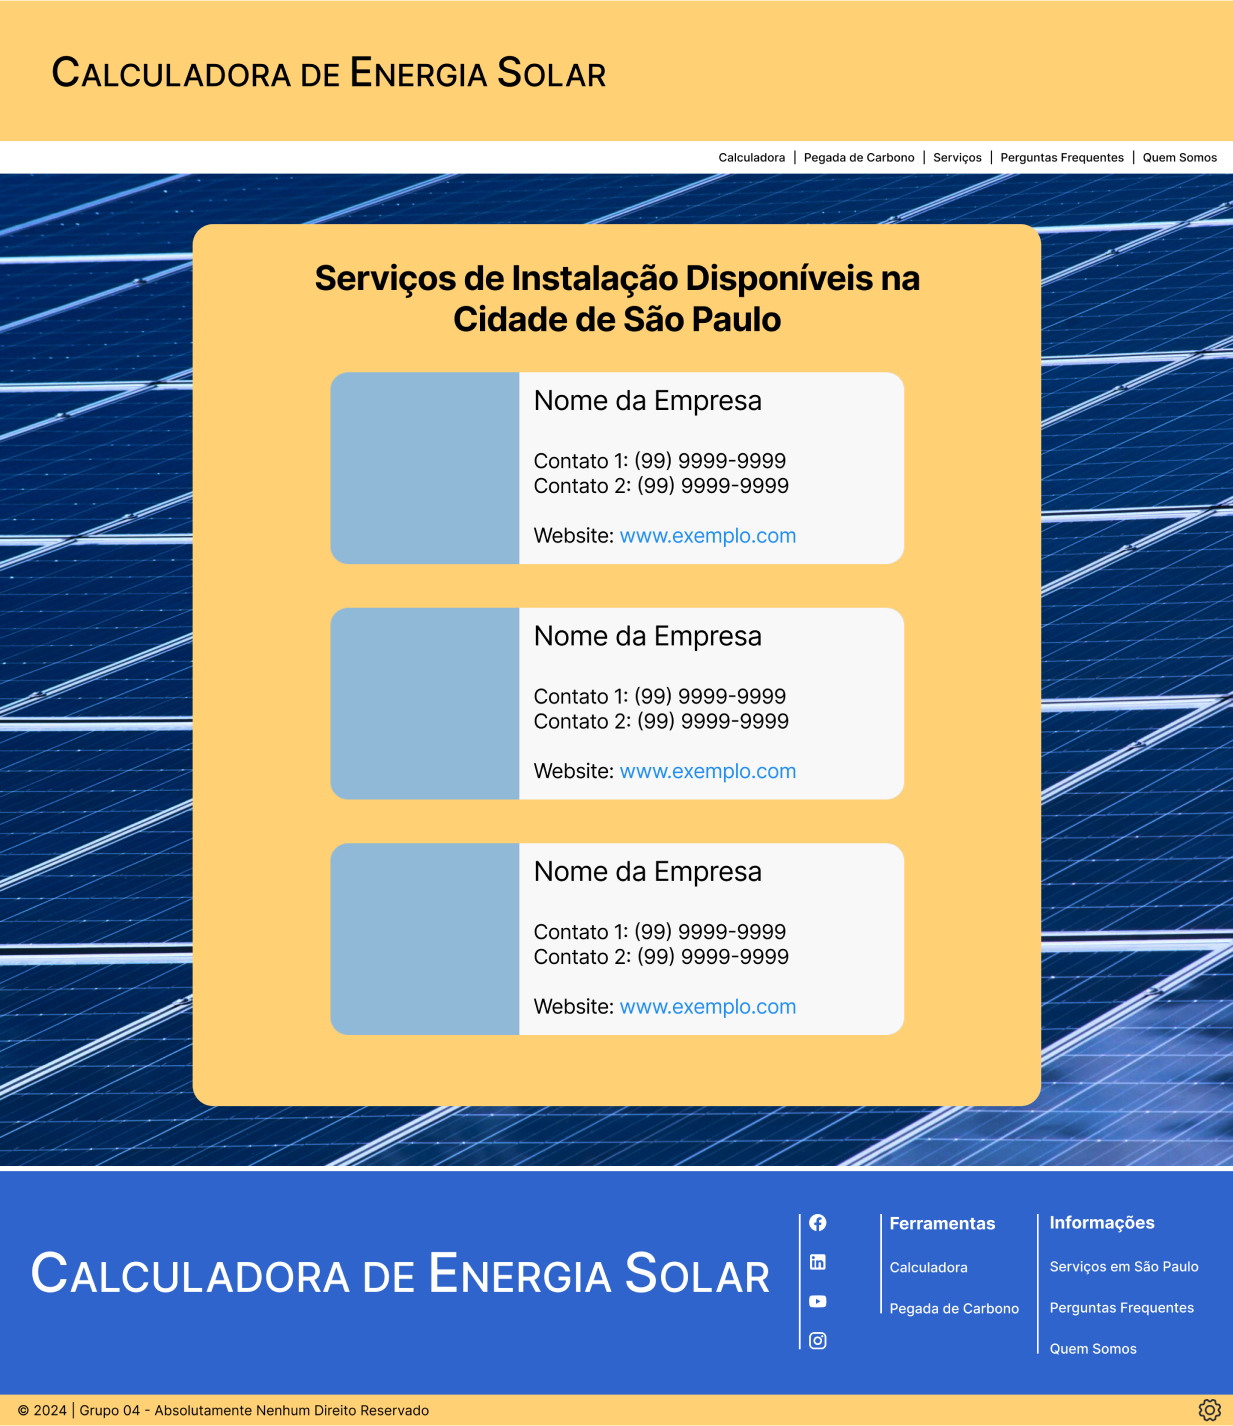 Calculadora de Energia Solar
Calculadora | Pegada de Carbono | Serviços | Perguntas Frequentes | Quem Somos
Serviços de Instalação Disponíveis na
Cidade de São Paulo
Nome da Empresa
Contato 1: (99) 9999-9999
Contato 2: (99) 9999-9999
Website: www.exemplo.com
Nome da Empresa
Contato 1: (99) 9999-9999
Contato 2: (99) 9999-9999
Website: www.exemplo.com
Nome da Empresa
Contato 1: (99) 9999-9999
Contato 2: (99) 9999-9999
Website: www.exemplo.com
Calculadora de Energia Solar
Ferramentas
Calculadora
Pegada de Carbono
Informações
Serviços em São Paulo
Perguntas Frequentes
Quem Somos
© 2024 | Grupo 04 - Absolutamente Nenhum Direito Reservado